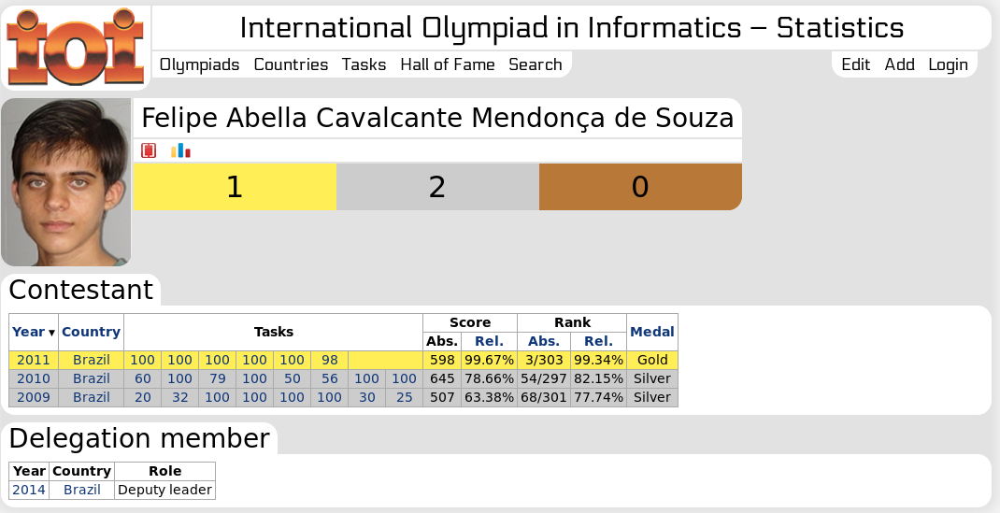 ioi
International Olympiad in Informatics – Statistics
Olympiads Countries Tasks Hall of Fame Search Edit Add Login
Felipe Abella Cavalcante Mendonça de Souza
1 2 0
Contestant
Year ▾ Country Tasks Score Rank Medal
Abs. Rel. Abs. Rel.
2011 Brazil 100 100 100 100 100 98 598 99.67% 3/303 99.34% Gold
2010 Brazil 60 100 79 100 50 56 100 100 645 78.66% 54/297 82.15% Silver
2009 Brazil 20 32 100 100 100 100 30 25 507 63.38% 68/301 77.74% Silver
Delegation member
Year Country Role
2014 Brazil Deputy leader